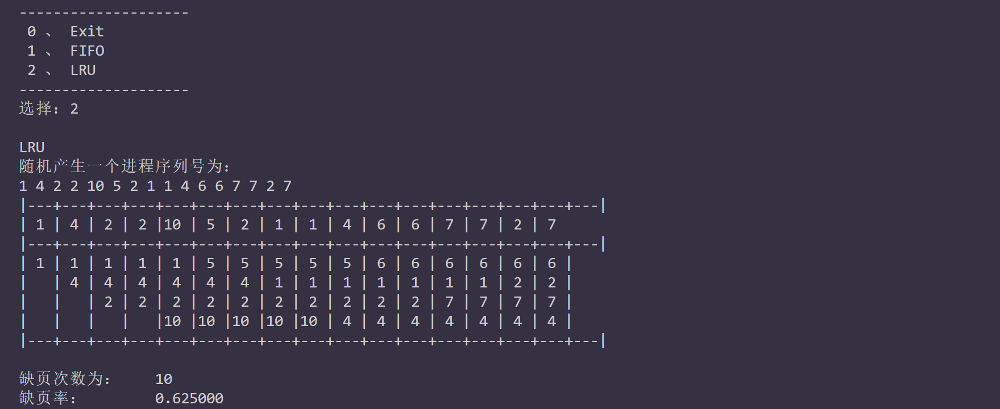 ---------------------
0 、 Exit
1 、 FIFO
2 、 LRU
---------------------
选择：2
LRU
随机产生一个进程序列号为：
1 4 2 2 10 5 2 1 1 4 6 6 7 7 2 7
|---+---+---+---+---+---+---+---+---+---+---+---+---+---+---+---+---|
| 1 | 4 | 2 | 2 |10 | 5 | 2 | 1 | 1 | 4 | 6 | 6 | 7 | 7 | 2 | 7
|---+---+---+---+---+---+---+---+---+---+---+---+---+---+---+---+---|
| 1 | 1 | 1 | 1 | 1 | 5 | 5 | 5 | 5 | 5 | 6 | 6 | 6 | 6 | 6 | 6 |
|   | 4 | 4 | 4 | 4 | 4 | 4 | 1 | 1 | 1 | 1 | 1 | 1 | 1 | 2 | 2 |
|   |   | 2 | 2 | 2 | 2 | 2 | 2 | 2 | 2 | 2 | 2 | 7 | 7 | 7 | 7 |
|   |   |   |   |10 |10 |10 |10 |10 | 4 | 4 | 4 | 4 | 4 | 4 | 4 |
|---+---+---+---+---+---+---+---+---+---+---+---+---+---+---+---+---|
缺页次数为：    10
缺页率：        0.625000